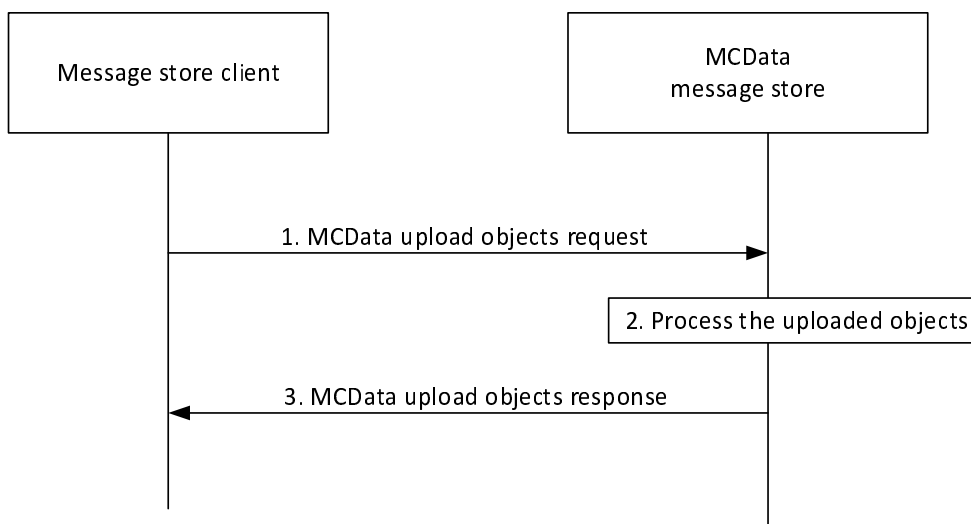 Message store client
MCData
message store
1. MCData upload objects request
2. Process the uploaded objects
3. MCData upload objects response